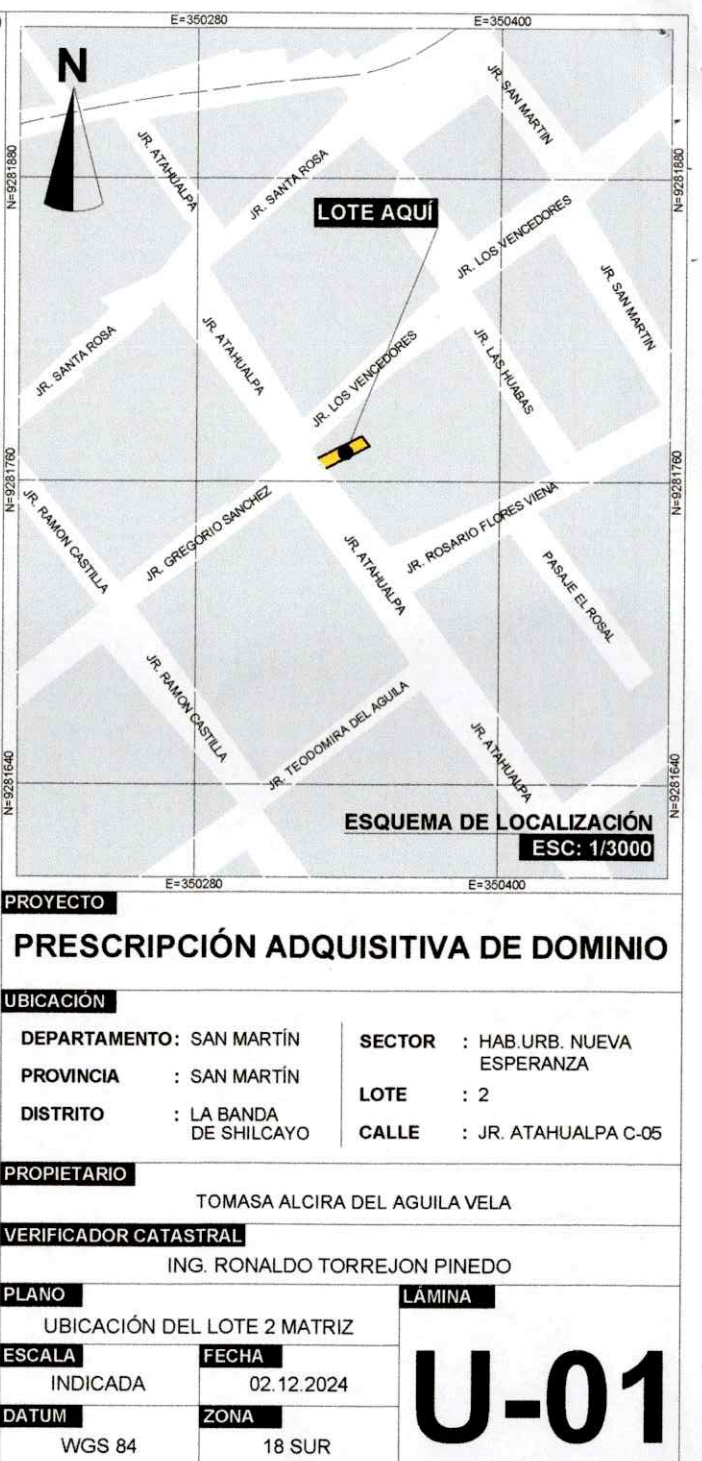 E=350280
E=350400
N
JR. SAN MARTIN
JR. ATAHUALPA
N=9281880
N=9281880
JR. SANTA ROSA
LOTE AQUÍ
JR. LOS VENCEDORES
JR. SAN MARTIN
JR. ATAHUALPA
JR. SANTA ROSA
JR. LOS VENCEDORES
JR. LAS HUABAS
N=9281760
N=9281760
JR. RAMON CASTILLA
JR. GREGORIO SANCHEZ
JR. ATAHUALPA
JR. ROSARIO FLORES VIENA
PASAJE EL ROSAL
JR. RAMON CASTILLA
JR. TEODOMIRA DEL AGUILA
JR. ATAHUALPA
N=9281640
N=9281640
ESQUEMA DE LOCALIZACIÓN
ESC: 1/3000
E=350280
E=350400
PROYECTO
PRESCRIPCIÓN ADQUISITIVA DE DOMINIO
UBICACIÓN
DEPARTAMENTO: SAN MARTÍN
PROVINCIA : SAN MARTÍN
DISTRITO : LA BANDA
DE SHILCAYO
SECTOR : HAB.URB. NUEVA
ESPERANZA
LOTE : 2
CALLE : JR. ATAHUALPA C-05
PROPIETARIO
TOMASA ALCIRA DEL AGUILA VELA
VERIFICADOR CATASTRAL
ING. RONALDO TORREJON PINEDO
PLANO
UBICACIÓN DEL LOTE 2 MATRIZ
LÁMINA
U-01
ESCALA
INDICADA
FECHA
02.12.2024
DATUM
WGS 84
ZONA
18 SUR